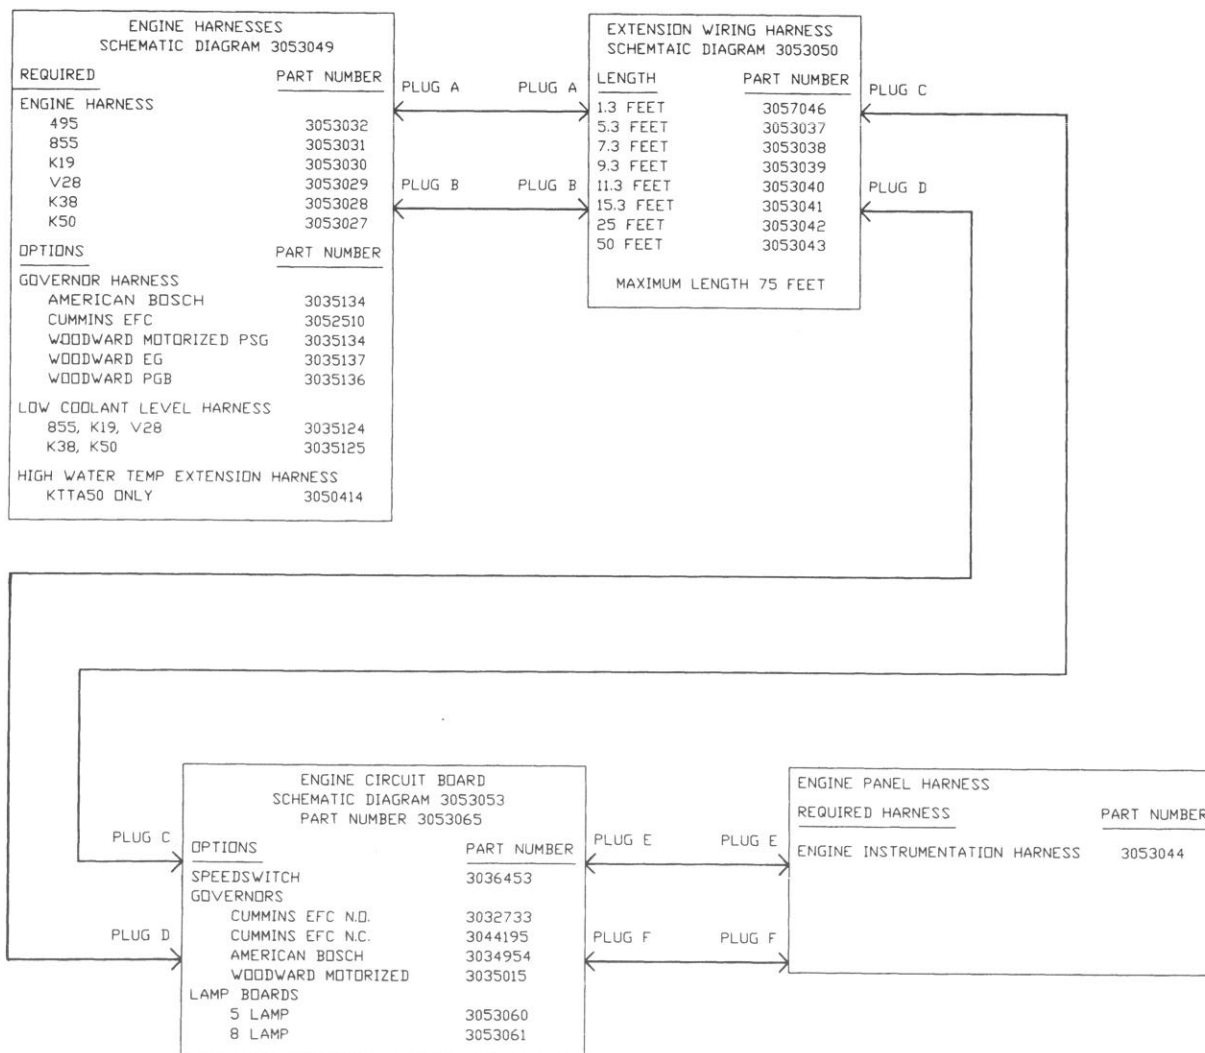 ENGINE HARNESSES
SCHEMATIC DIAGRAM 3053049
REQUIRED PART NUMBER
ENGINE HARNESS
495 3053032
855 3053031
K19 3053030
V28 3053029
K38 3053028
K50 3053027
OPTIONS PART NUMBER
GOVERNOR HARNESS
AMERICAN BOSCH 3035134
CUMMINS EFC 3052510
WOODWARD MOTORIZED PSG 3035134
WOODWARD EG 3035137
WOODWARD PGB 3035136
LOW COOLANT LEVEL HARNESS
855, K19, V28 3035124
K38, K50 3035125
HIGH WATER TEMP EXTENSION HARNESS
KTTA50 ONLY 3050414
PLUG A PLUG A
PLUG B PLUG B
EXTENSION WIRING HARNESS
SCHEMTAIC DIAGRAM 3053050
LENGTH PART NUMBER
1.3 FEET 3057046
5.3 FEET 3053037
7.3 FEET 3053038
9.3 FEET 3053039
11.3 FEET 3053040
15.3 FEET 3053041
25 FEET 3053042
50 FEET 3053043
MAXIMUM LENGTH 75 FEET
PLUG C
PLUG D
PLUG C
PLUG D
ENGINE CIRCUIT BOARD
SCHEMATIC DIAGRAM 3053053
PART NUMBER 3053065
OPTIONS PART NUMBER
SPEEDSWITCH 3036453
GOVERNORS
CUMMINS EFC N.O. 3032733
CUMMINS EFC N.C. 3044195
AMERICAN BOSCH 3034954
WOODWARD MOTORIZED 3035015
LAMP BOARDS
5 LAMP 3053060
8 LAMP 3053061
PLUG E PLUG E
PLUG F PLUG F
ENGINE PANEL HARNESS
REQUIRED HARNESS PART NUMBER
ENGINE INSTRUMENTATION HARNESS 3053044